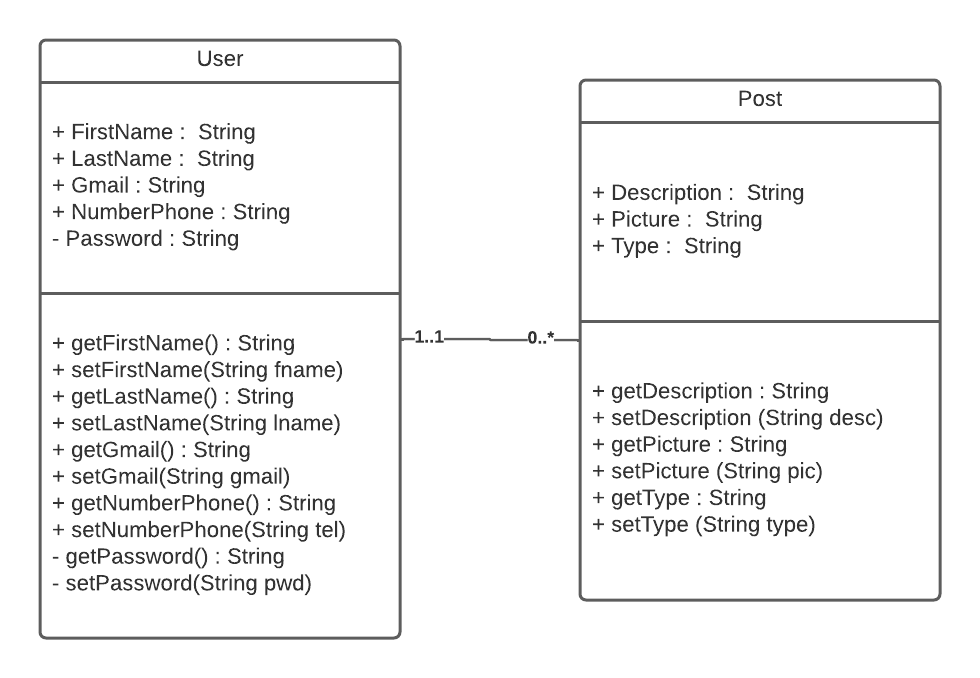 User
+ FirstName :  String
+ LastName :  String
+ Gmail : String
+ NumberPhone : String
- Password : String
+ getFirstName() : String
+ setFirstName(String fname)
+ getLastName() : String
+ setLastName(String lname)
+ getGmail() : String
+ setGmail(String gmail)
+ getNumberPhone() : String
+ setNumberPhone(String tel)
- getPassword() : String
- setPassword(String pwd)
1..1
0..*
Post
+ Description :  String
+ Picture :  String
+ Type :  String
+ getDescription : String
+ setDescription (String desc)
+ getPicture : String
+ setPicture (String pic)
+ getType : String
+ setType (String type)